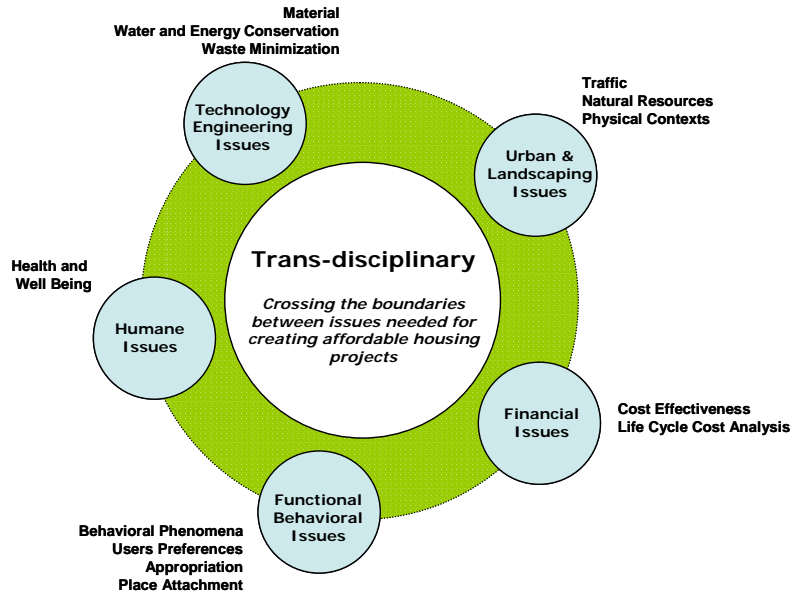 Material
Water and Energy Conservation
Waste Minimization
Technology
Engineering
Issues
Traffic
Natural Resources
Physical Contexts
Urban &
Landscaping
Issues
Trans-disciplinary
Crossing the boundaries
between issues needed for
creating affordable housing
projects
Health and
Well Being
Humane
Issues
Financial
Issues
Cost Effectiveness
Life Cycle Cost Analysis
Functional
Behavioral
Issues
Behavioral Phenomena
Users Preferences
Appropriation
Place Attachment